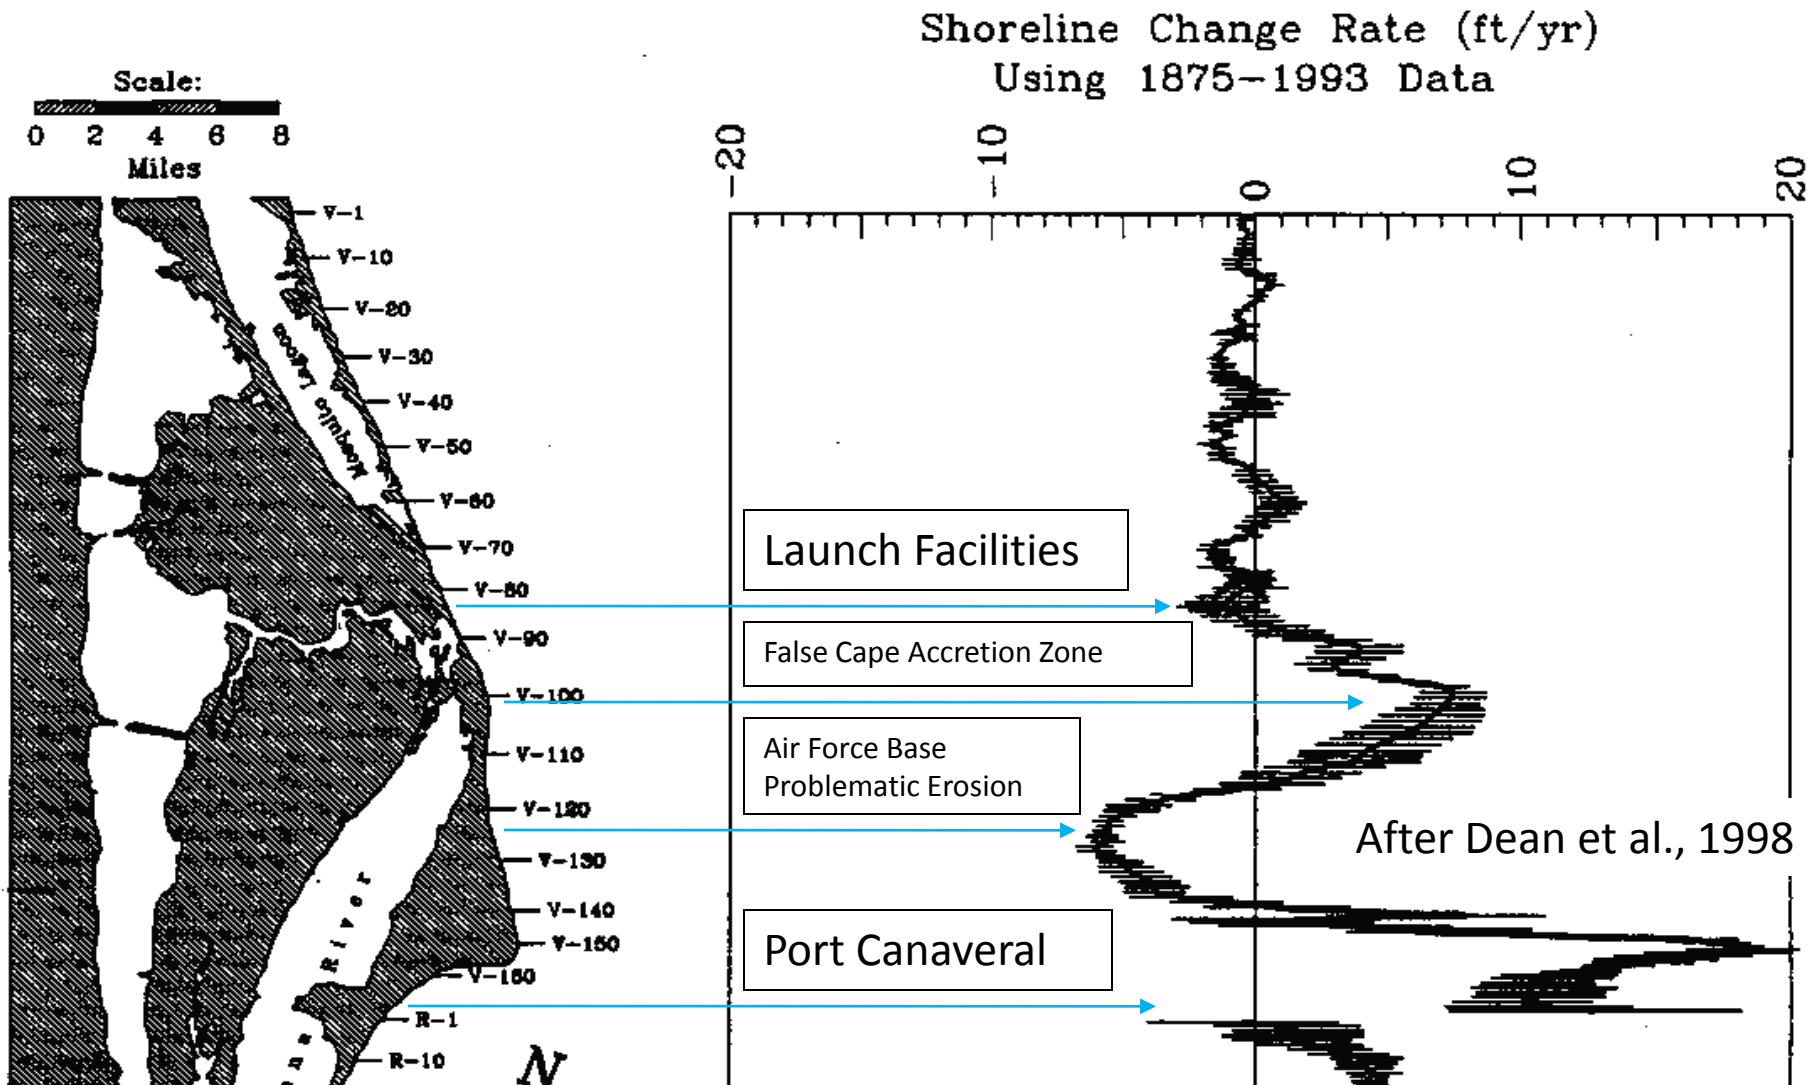 Shoreline Change Rate (ft/yr)
Using 1875-1993 Data
Scale:
0 2 4 6 8
Miles
-20 -10 0 10 20
V-1
V-10
V-20
V-30
V-40
V-50
V-60
V-70
V-80
V-90
V-100
V-110
V-120
V-130
V-140
V-150
V-160
R-1
R-10
Mosquito Lagoon
River
N
Launch Facilities
False Cape Accretion Zone
Air Force Base
Problematic Erosion
After Dean et al., 1998
Port Canaveral